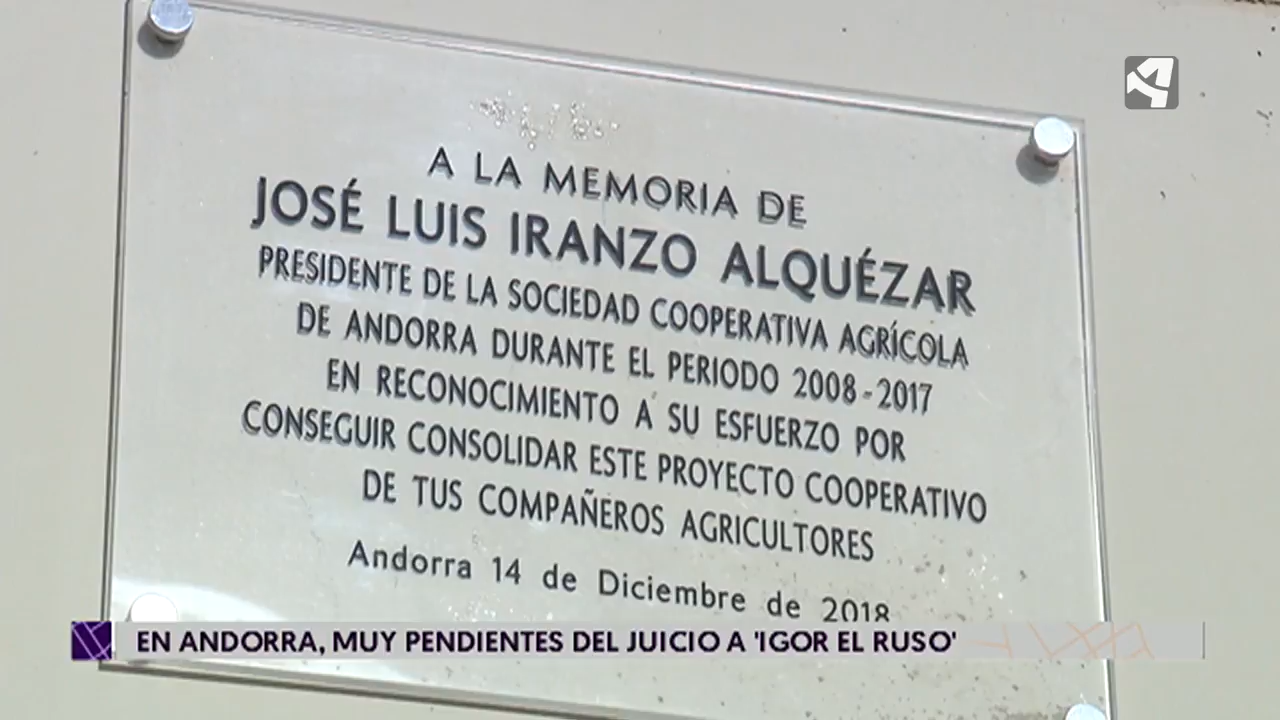 A LA MEMORIA DE
JOSÉ LUIS IRANZO ALQUÉZAR
PRESIDENTE DE LA SOCIEDAD COOPERATIVA AGRÍCOLA
DE ANDORRA DURANTE EL PERIODO 2008-2017
EN RECONOCIMIENTO A SU ESFUERZO POR
CONSEGUIR CONSOLIDAR ESTE PROYECTO COOPERATIVO
DE TUS COMPAÑEROS AGRICULTORES
Andorra 14 de Diciembre de 2018
EN ANDORRA, MUY PENDIENTES DEL JUICIO A 'IGOR EL RUSO'